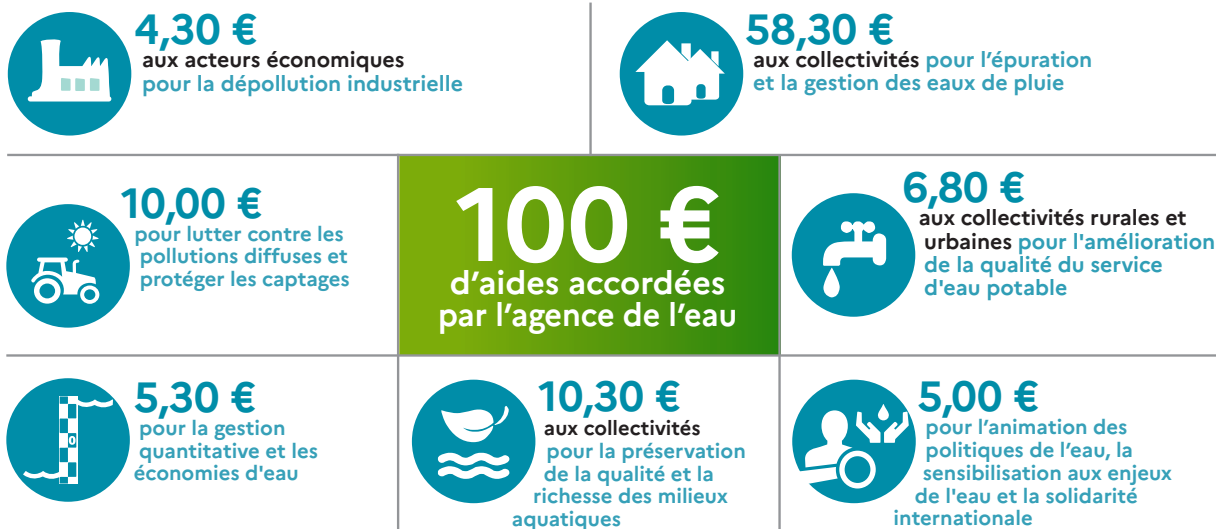 4,30 €
aux acteurs économiques
pour la dépollution industrielle
58,30 €
aux collectivités pour l'épuration
et la gestion des eaux de pluie
10,00 €
pour lutter contre les
pollutions diffuses et
protéger les captages
100 €
d'aides accordées
par l'agence de l'eau
6,80 €
aux collectivités rurales et
urbaines pour l'amélioration
de la qualité du service
d'eau potable
5,30 €
pour la gestion
quantitative et les
économies d'eau
10,30 €
aux collectivités
pour la préservation
de la qualité et la
richesse des milieux
aquatiques
5,00 €
pour l'animation des
politiques de l'eau, la
sensibilisation aux enjeux
de l'eau et la solidarité
internationale